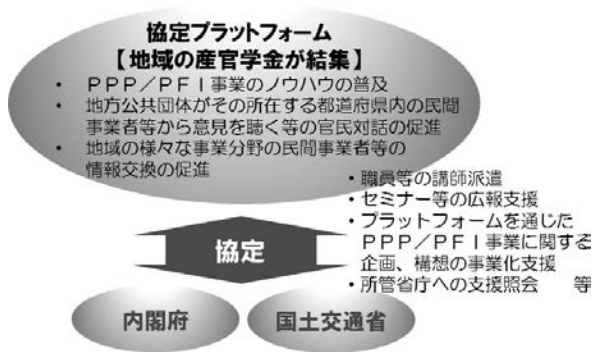 協定プラットフォーム
【地域の産官学金が結集】
・ ＰＰＰ／ＰＦＩ事業のノウハウの普及
・ 地方公共団体がその所在する都道府県内の民間
事業者等から意見を聴く等の官民対話の促進
・ 地域の様々な事業分野の民間事業者等の
情報交換の促進
・職員等の講師派遣
・セミナー等の広報支援
・プラットフォームを通じた
ＰＰＰ／ＰＦＩ事業に関する
企画、構想の事業化支援
・所管省庁への支援照会　等
協定
内閣府
国土交通省